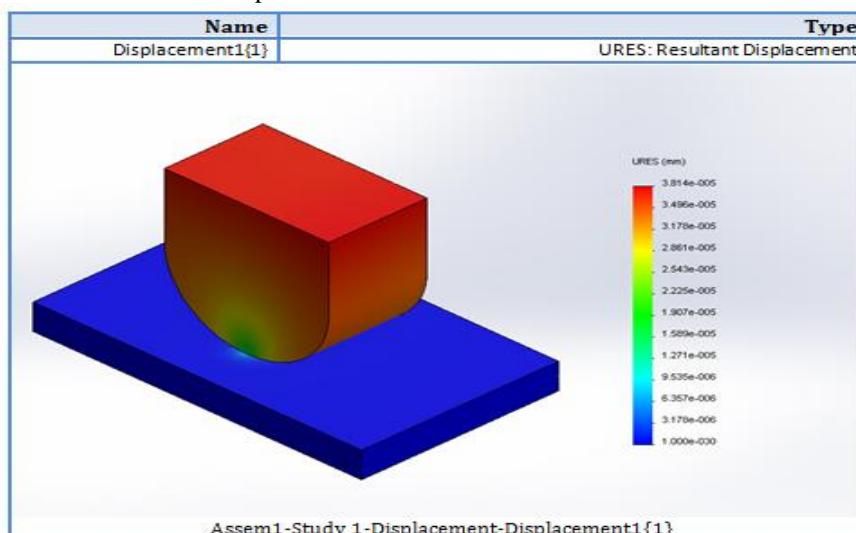 Name Type
Displacement1{1} URES: Resultant Displacement
URES (mm)
3.814e-005
3.496e-005
3.178e-005
2.861e-005
2.543e-005
2.225e-005
1.907e-005
1.589e-005
1.271e-005
9.535e-006
6.357e-006
3.178e-006
1.000e-030
Assem1-Study 1-Displacement-Displacement1{1}